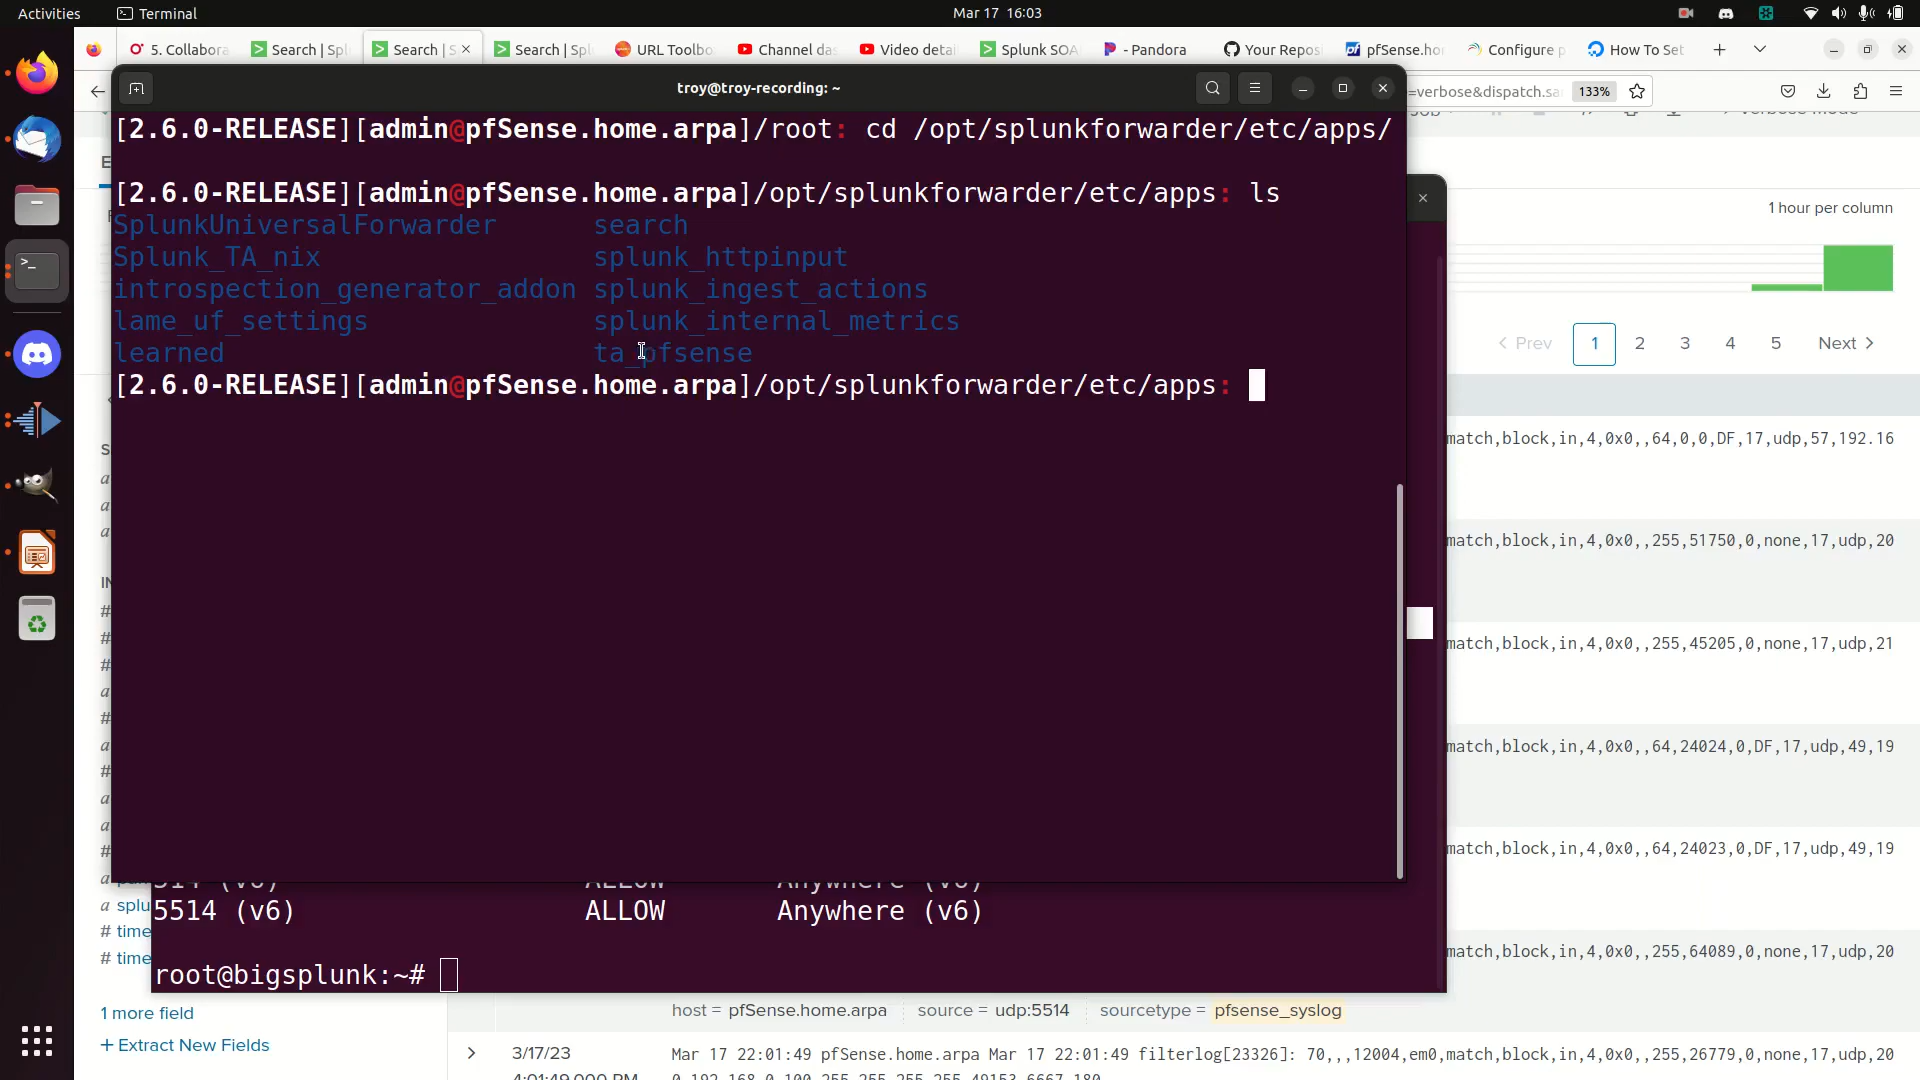 Activities
Terminal
Mar 17 16:03
5. Collabora
Search | Spl
Search | S
Search | Spl
URL Toolbo
Channel das
Video detai
Splunk SOA
- Pandora
Your Repos
pfSense.hor
Configure p
How To Set
troy@troy-recording: ~
=verbose&dispatch.sa
133%
[2.6.0-RELEASE][admin@pfSense.home.arpa]/root: cd /opt/splunkforwarder/etc/apps/
[2.6.0-RELEASE][admin@pfSense.home.arpa]/opt/splunkforwarder/etc/apps: ls
SplunkUniversalForwarder search
Splunk_TA_nix splunk_httpinput
introspection_generator_addon splunk_ingest_actions
lame_uf_settings splunk_internal_metrics
learned ta_pfsense
[2.6.0-RELEASE][admin@pfSense.home.arpa]/opt/splunkforwarder/etc/apps:
1 hour per column
< Prev 1 2 3 4 5 Next >
match,block,in,4,0x0,,64,0,0,DF,17,udp,57,192.16
match,block,in,4,0x0,,255,51750,0,none,17,udp,20
match,block,in,4,0x0,,255,45205,0,none,17,udp,21
match,block,in,4,0x0,,64,24024,0,DF,17,udp,49,19
match,block,in,4,0x0,,64,24023,0,DF,17,udp,49,19
match,block,in,4,0x0,,255,64089,0,none,17,udp,20
5514 (v6) ALLOW Anywhere (v6)
root@bigsplunk:~#
a splu
# time
# time
1 more field
+ Extract New Fields
host = pfSense.home.arpa source = udp:5514 sourcetype = pfsense_syslog
3/17/23
Mar 17 22:01:49 pfSense.home.arpa Mar 17 22:01:49 filterlog[23326]: 70,,,12004,em0,match,block,in,4,0x0,,255,26779,0,none,17,udp,20